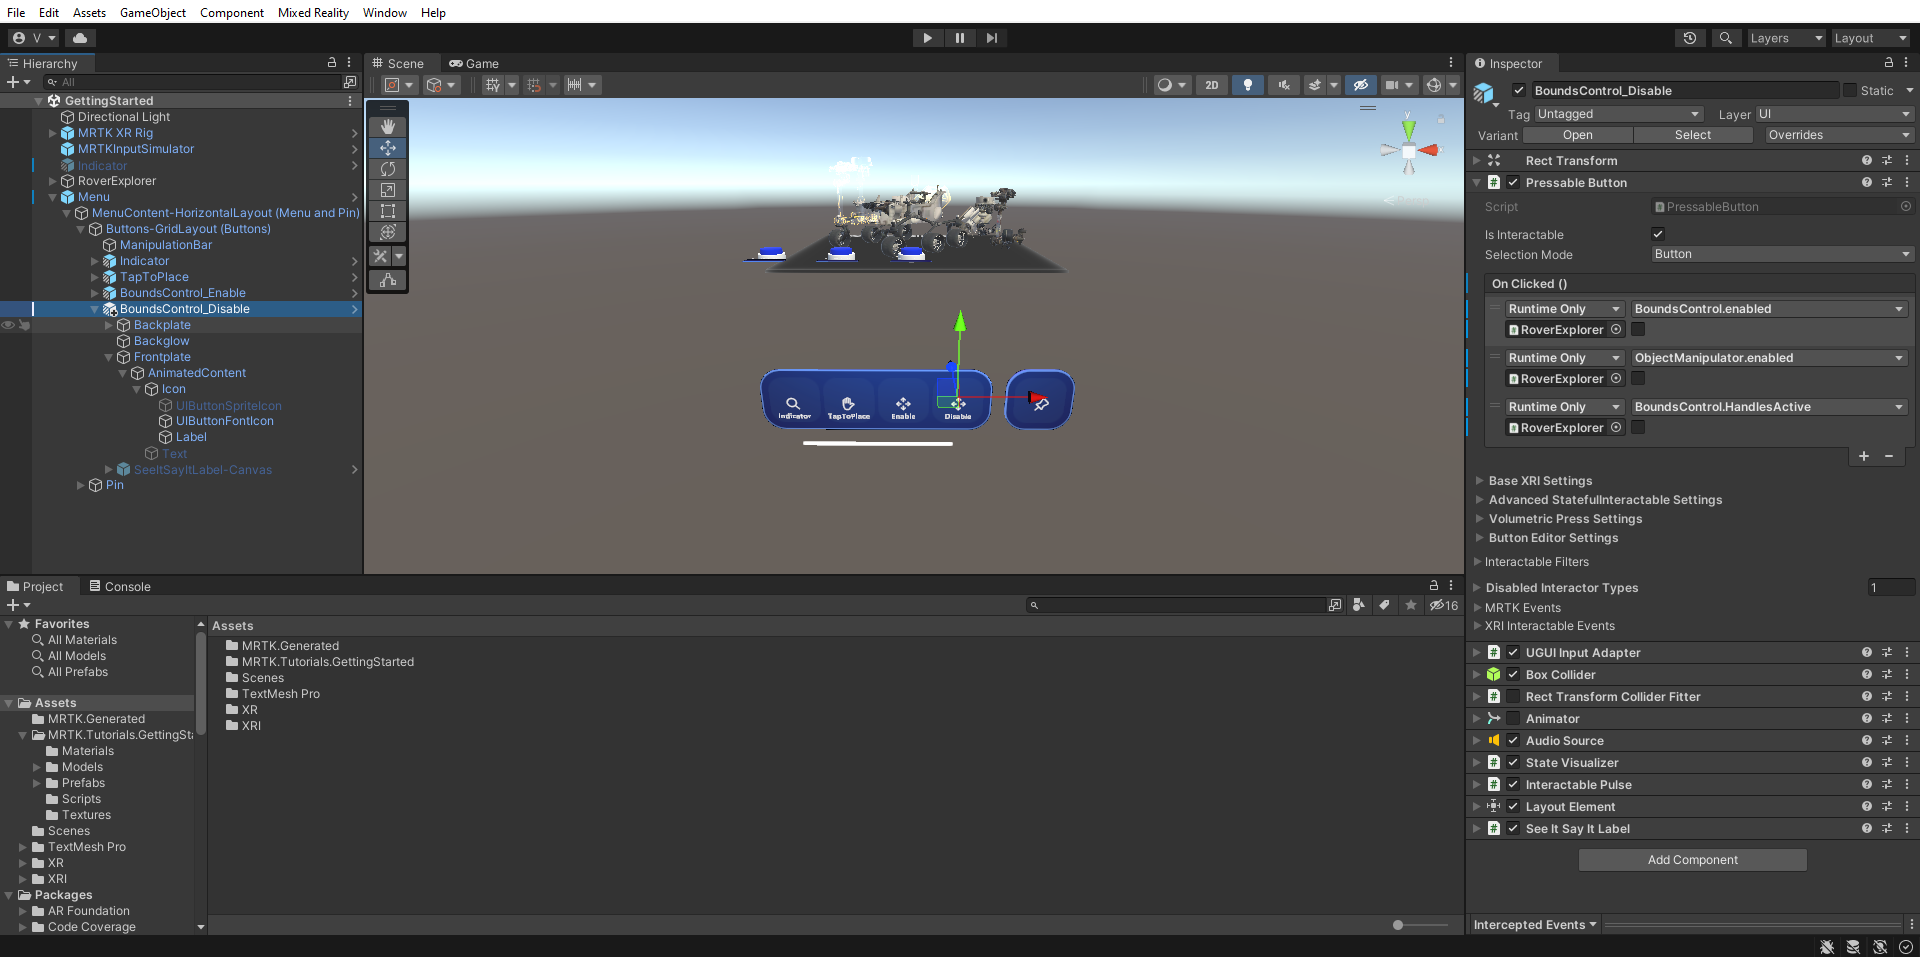 File Edit Assets GameObject Component Mixed Reality Window Help
V
Layers
Layout
Hierarchy
Scene
Game
Inspector
All
2D
GettingStarted
Directional Light
MRTK XR Rig
MRTKInputSimulator
Indicator
RoverExplorer
Menu
MenuContent-HorizontalLayout (Menu and Pin)
Buttons-GridLayout (Buttons)
ManipulationBar
Indicator
TapToPlace
BoundsControl_Enable
BoundsControl_Disable
Backplate
Backglow
Frontplate
AnimatedContent
Icon
UIButtonSpriteIcon
UIButtonFontIcon
Label
Text
SeeItSayItLabel-Canvas
Pin
y
Indicator TapToPlace Enable Disable
BoundsControl_Disable
Static
Tag Untagged Layer UI
Variant Open Select Overrides
Rect Transform
Pressable Button
Script PressableButton
Is Interactable
Selection Mode Button
On Clicked ()
Runtime Only BoundsControl.enabled
RoverExplorer
Runtime Only ObjectManipulator.enabled
RoverExplorer
Runtime Only BoundsControl.HandlesActive
RoverExplorer
Base XRI Settings
Advanced StatefulInteractable Settings
Volumetric Press Settings
Button Editor Settings
Interactable Filters
Disabled Interactor Types 1
MRTK Events
XRI Interactable Events
UGUI Input Adapter
Box Collider
Rect Transform Collider Fitter
Animator
Audio Source
State Visualizer
Interactable Pulse
Layout Element
See It Say It Label
Add Component
Intercepted Events
Project
Console
16
Favorites
All Materials
All Models
All Prefabs
Assets
MRTK.Generated
MRTK.Tutorials.GettingSta
Materials
Models
Prefabs
Scripts
Textures
Scenes
TextMesh Pro
XR
XRI
Packages
AR Foundation
Code Coverage
Assets
MRTK.Generated
MRTK.Tutorials.GettingStarted
Scenes
TextMesh Pro
XR
XRI